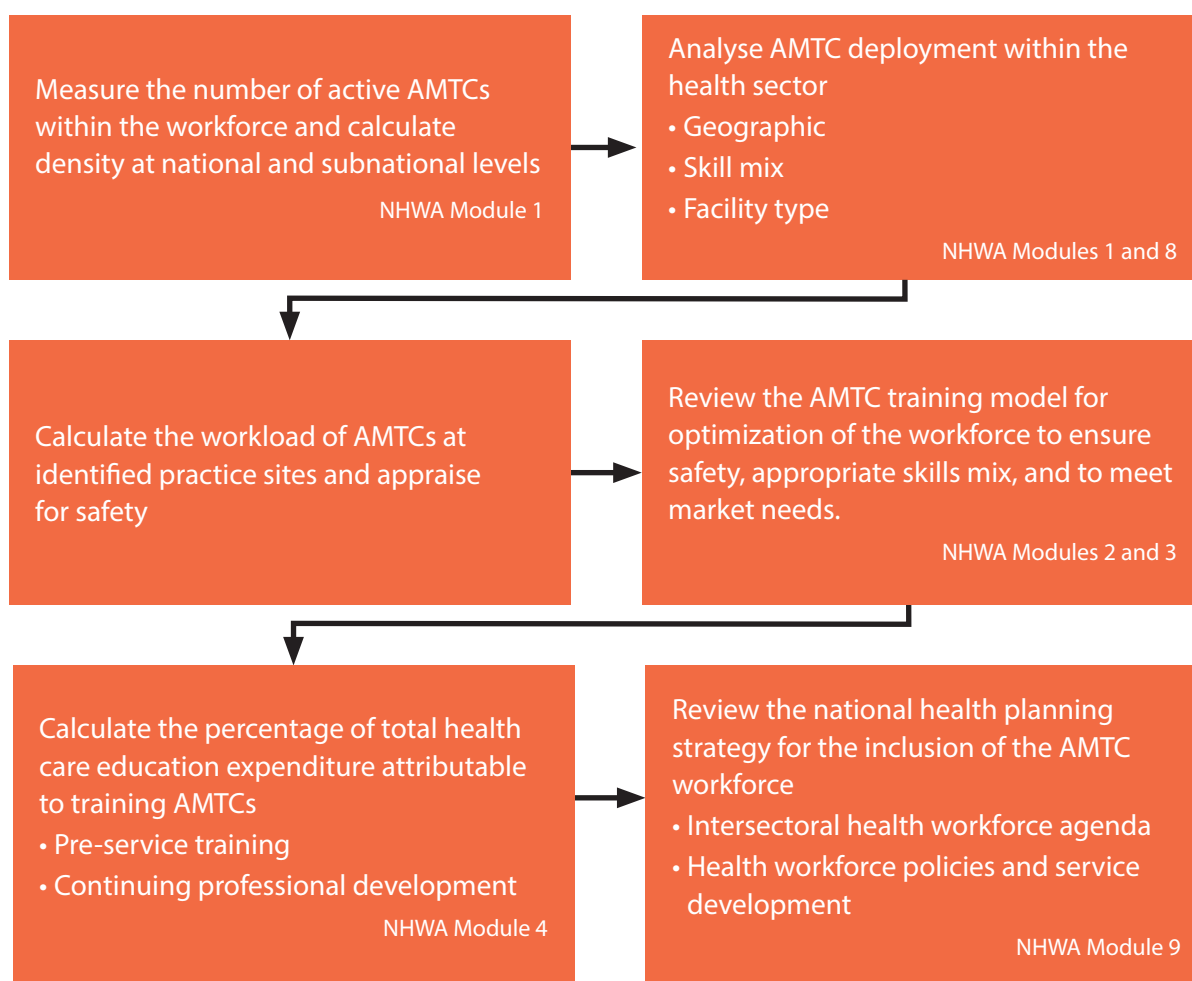 Measure the number of active AMTCs
within the workforce and calculate
density at national and subnational levels
NHWA Module 1
Analyse AMTC deployment within the
health sector
• Geographic
• Skill mix
• Facility type
NHWA Modules 1 and 8
Calculate the workload of AMTCs at
identified practice sites and appraise
for safety
Review the AMTC training model for
optimization of the workforce to ensure
safety, appropriate skills mix, and to meet
market needs.
NHWA Modules 2 and 3
Calculate the percentage of total health
care education expenditure attributable
to training AMTCs
• Pre-service training
• Continuing professional development
NHWA Module 4
Review the national health planning
strategy for the inclusion of the AMTC
workforce
• Intersectoral health workforce agenda
• Health workforce policies and service
development
NHWA Module 9